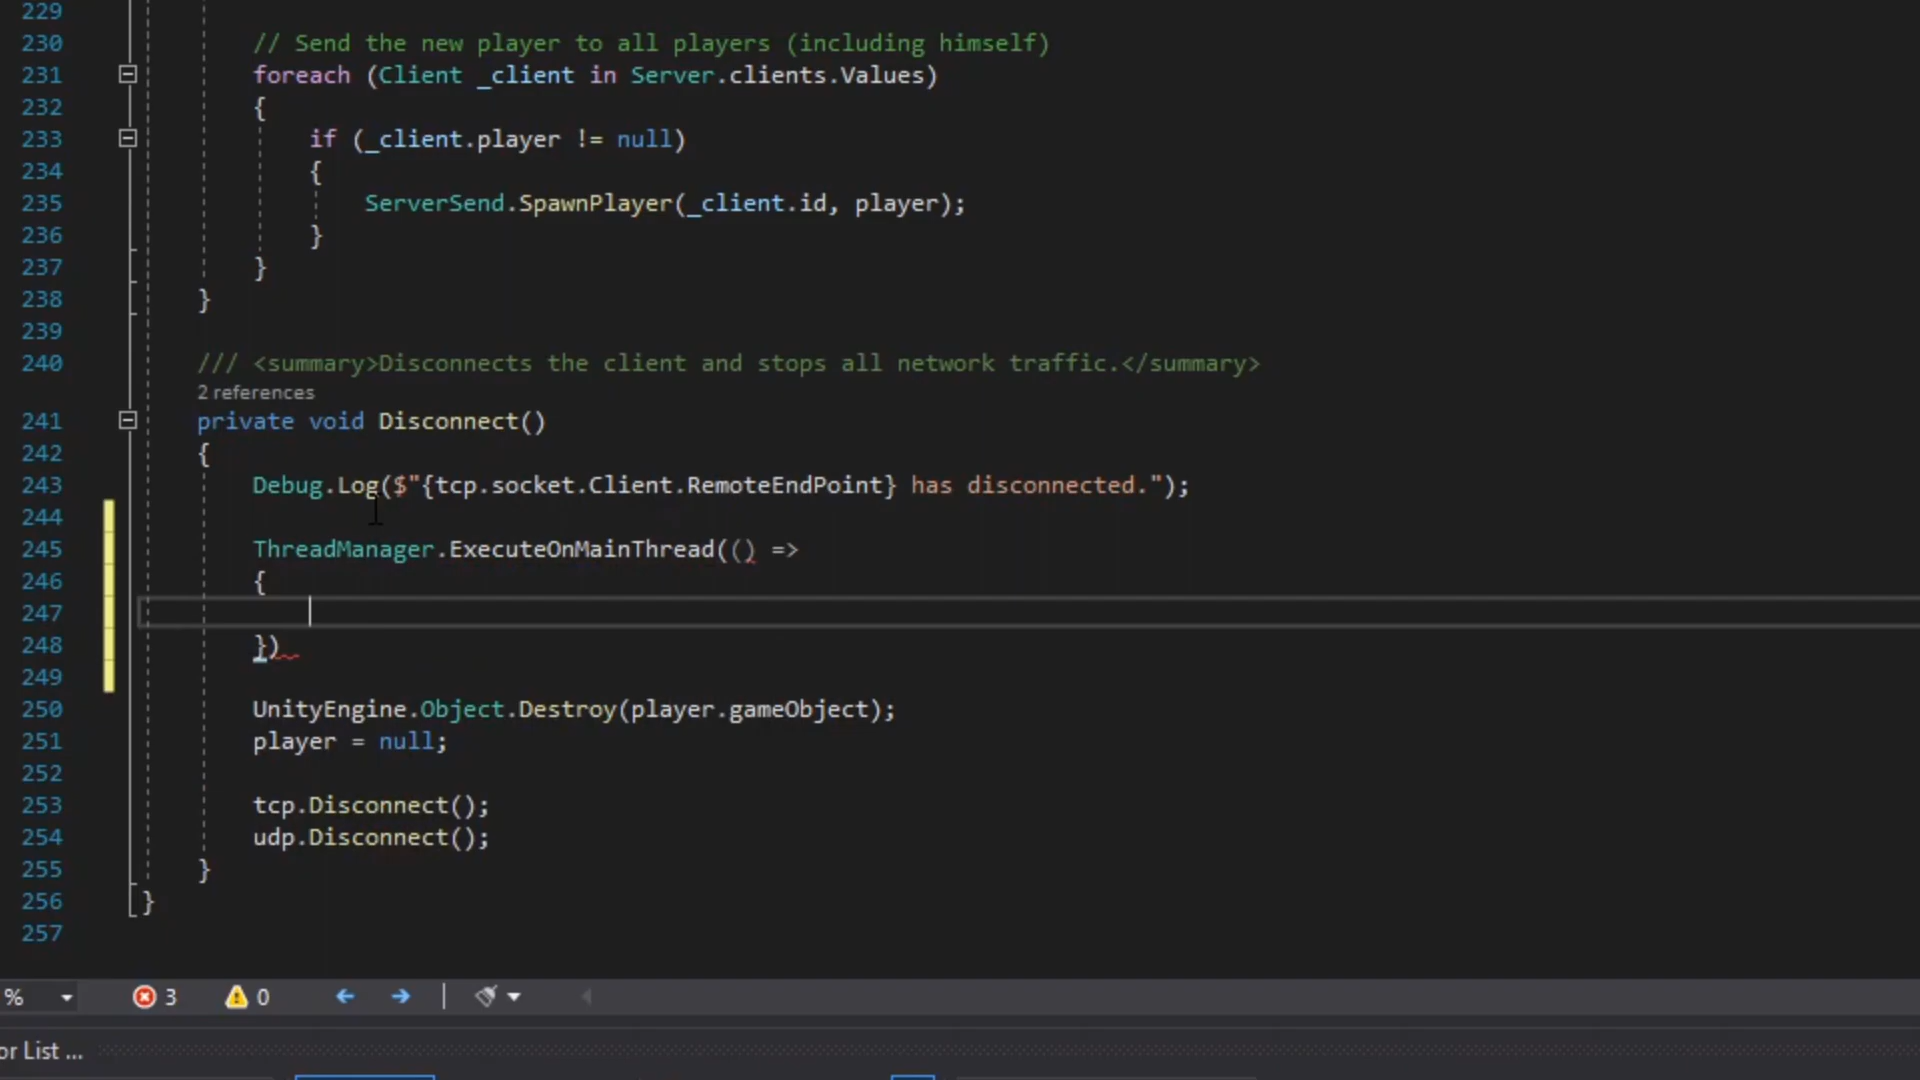 229
230 // Send the new player to all players (including himself)
231 foreach (Client _client in Server.clients.Values)
232 {
233 if (_client.player != null)
234 {
235 ServerSend.SpawnPlayer(_client.id, player);
236 }
237 }
238 }
239
240 /// <summary>Disconnects the client and stops all network traffic.</summary>
2 references
241 private void Disconnect()
242 {
243 Debug.Log($"{tcp.socket.Client.RemoteEndPoint} has disconnected.");
244
245 ThreadManager.ExecuteOnMainThread(() =>
246 {
247
248 })
249
250 UnityEngine.Object.Destroy(player.gameObject);
251 player = null;
252
253 tcp.Disconnect();
254 udp.Disconnect();
255 }
256 }
257
% 3 0
or List ...